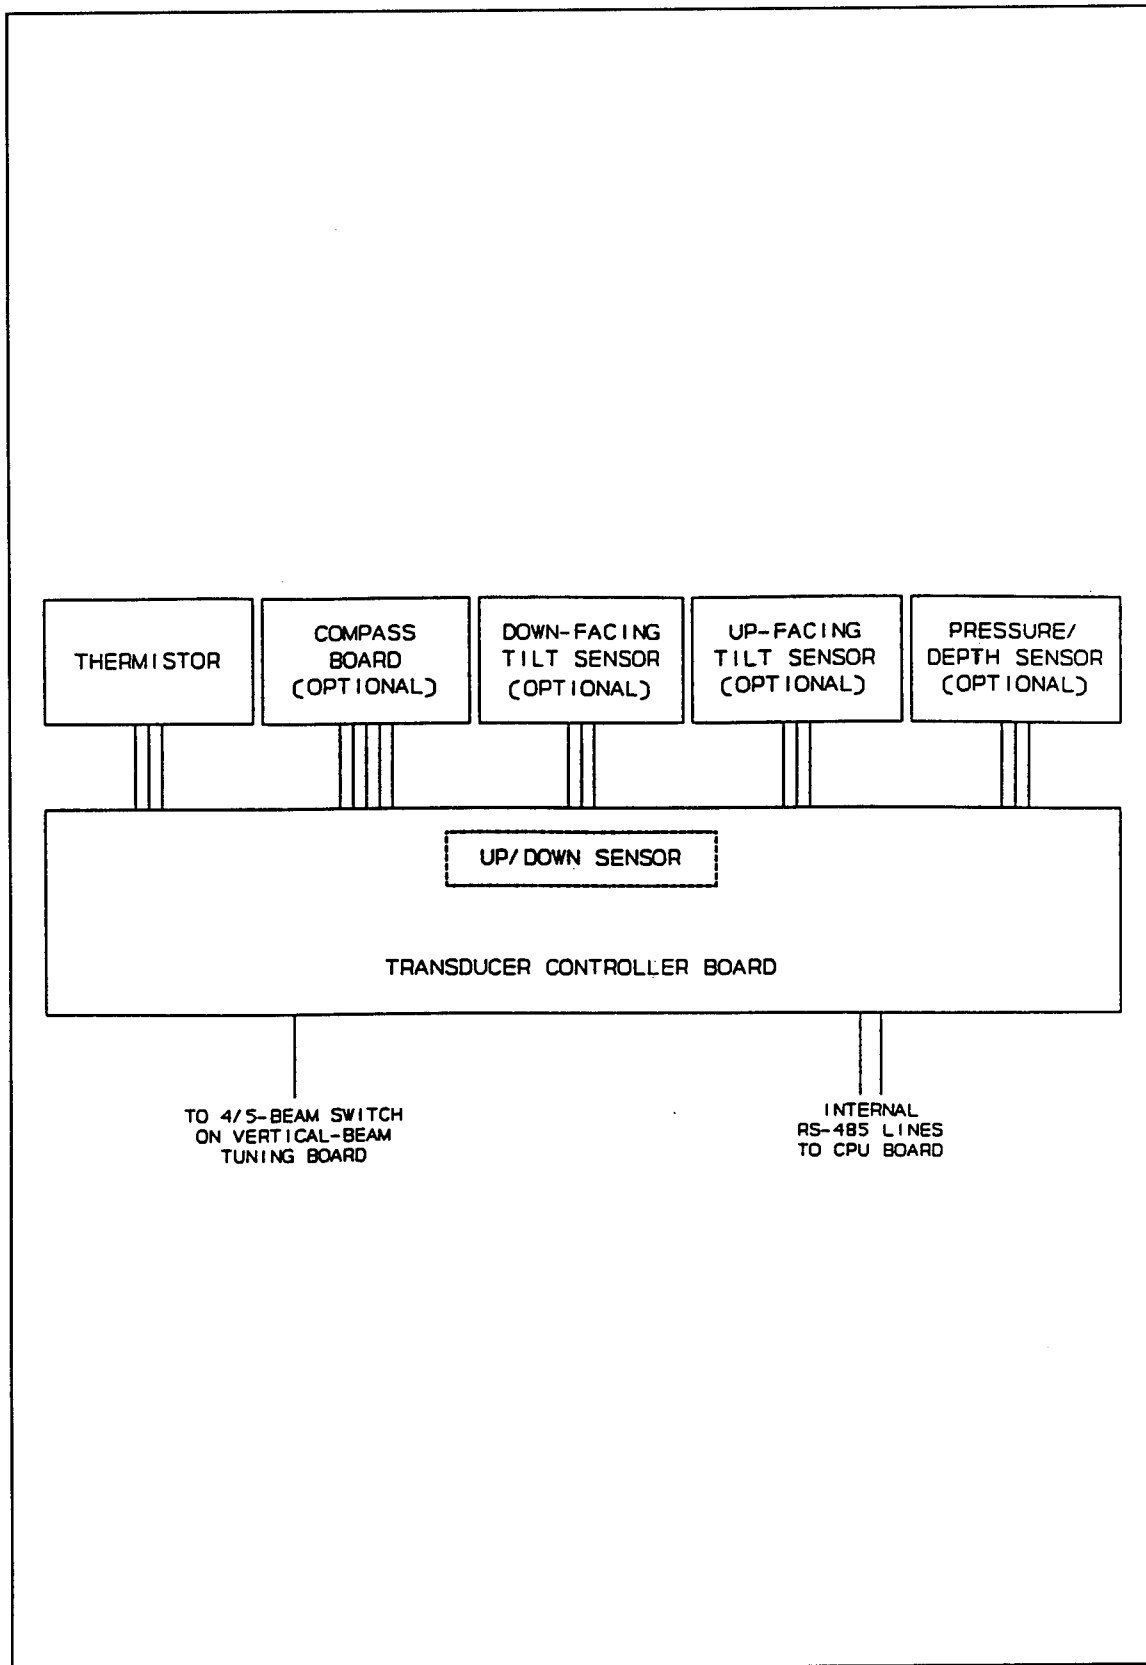 THERMISTOR
COMPASS
BOARD
(OPTIONAL)
DOWN-FACING
TILT SENSOR
(OPTIONAL)
UP-FACING
TILT SENSOR
(OPTIONAL)
PRESSURE/
DEPTH SENSOR
(OPTIONAL)
UP/DOWN SENSOR
TRANSDUCER CONTROLLER BOARD
TO 4/5-BEAM SWITCH
ON VERTICAL-BEAM
TUNING BOARD
INTERNAL
RS-485 LINES
TO CPU BOARD